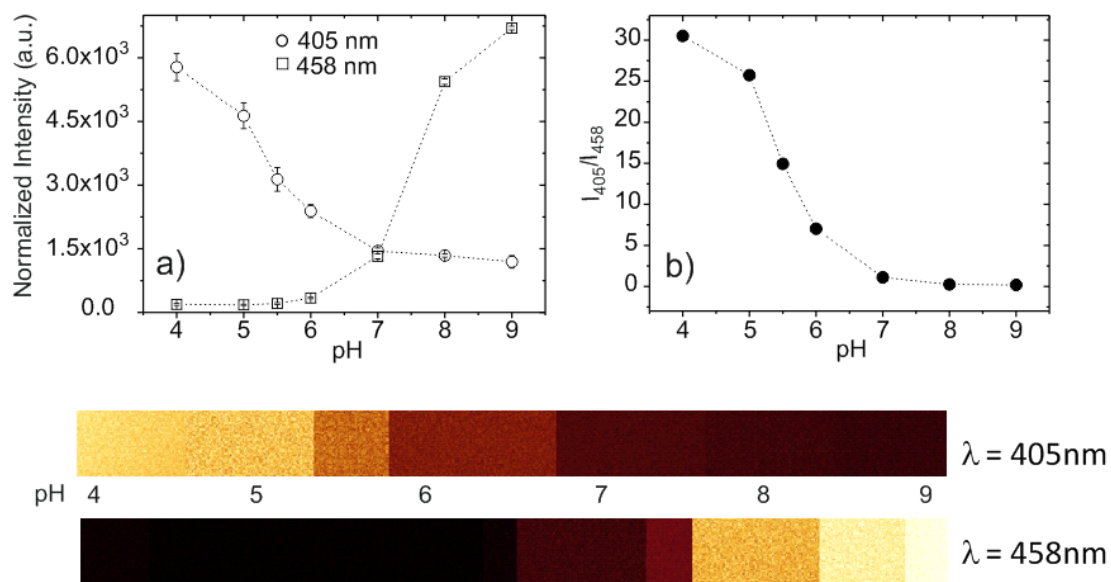 Normalized Intensity (a.u.)
6.0x10³
4.5x10³
3.0x10³
1.5x10³
0.0
405 nm
458 nm
a)
4 5 6 7 8 9
pH
I₄₀₅/I₄₅₈
30
25
20
15
10
5
0
b)
4 5 6 7 8 9
pH
λ = 405nm
pH 4 5 6 7 8 9
λ = 458nm